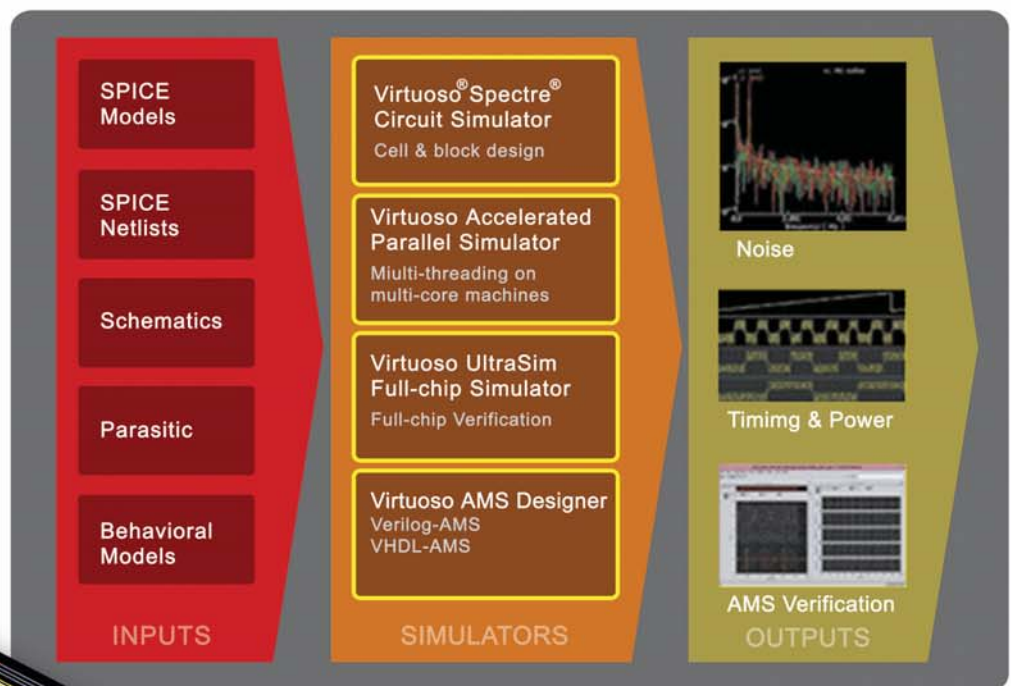 SPICE
Models
SPICE
Netlists
Schematics
Parasitic
Behavioral
Models
INPUTS
Virtuoso® Spectre®
Circuit Simulator
Cell & block design
Virtuoso Accelerated
Parallel Simulator
Miulti-threading on
multi-core machines
Virtuoso UltraSim
Full-chip Simulator
Full-chip Verification
Virtuoso AMS Designer
Verilog-AMS
VHDL-AMS
SIMULATORS
Noise
Timimg & Power
AMS Verification
OUTPUTS